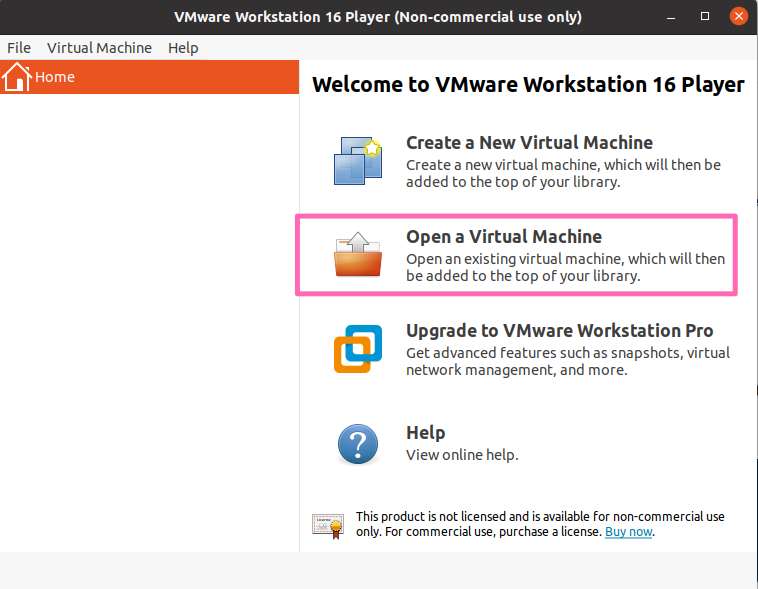 VMware Workstation 16 Player (Non-commercial use only)
File Virtual Machine Help
Home
Welcome to VMware Workstation 16 Player
Create a New Virtual Machine
Create a new virtual machine, which will then be
added to the top of your library.
Open a Virtual Machine
Open an existing virtual machine, which will then
be added to the top of your library.
Upgrade to VMware Workstation Pro
Get advanced features such as snapshots, virtual
network management, and more.
?
Help
View online help.
License
This product is not licensed and is available for non-commercial use
only. For commercial use, purchase a license. Buy now.